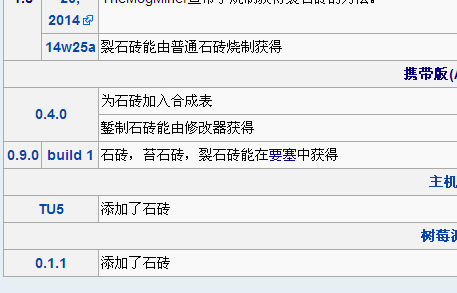 2014
14w25a 裂石砖能由普通石砖烧制获得
携带版(
0.4.0 为石砖加入合成表
錾制石砖能由修改器获得
0.9.0 build 1 石砖，苔石砖，裂石砖能在要塞中获得
主机
TU5 添加了石砖
树莓派
0.1.1 添加了石砖